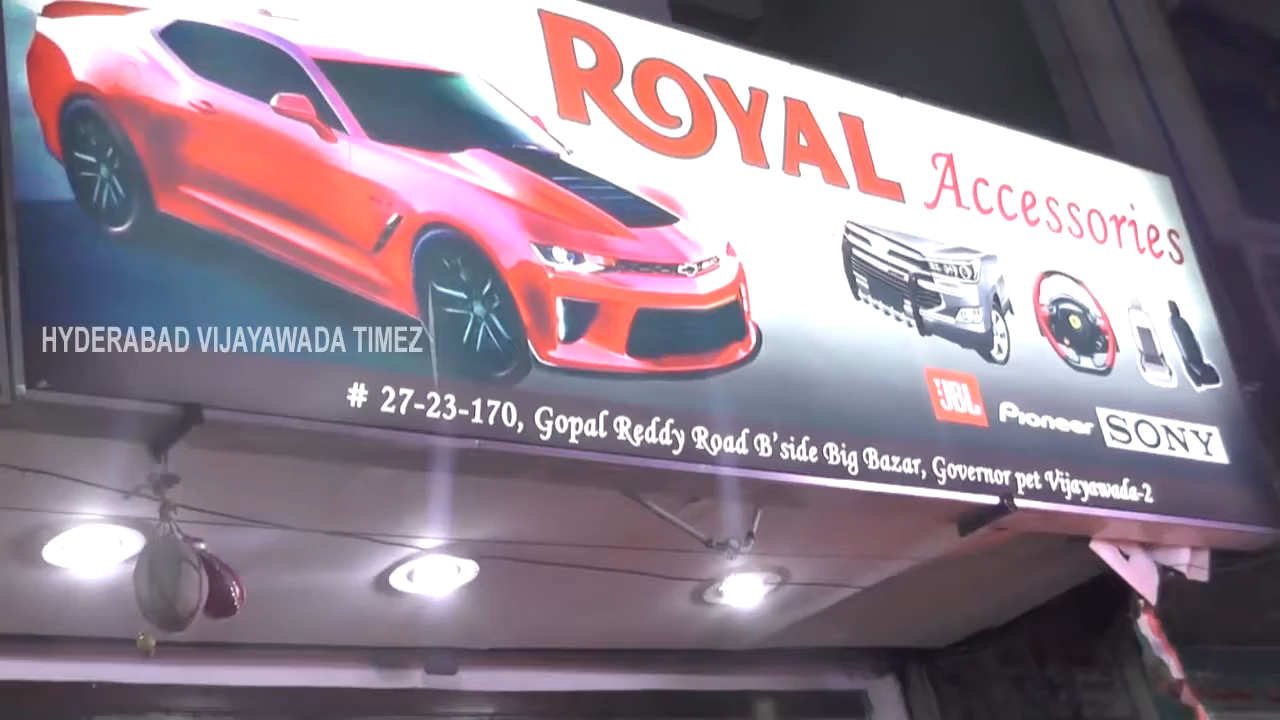 ROYAL Accessories
JBL Pioneer SONY
HYDERABAD VIJAYAWADA TIMEZ
# 27-23-170, Gopal Reddy Road B'side Big Bazar, Governor pet Vijayawada-2